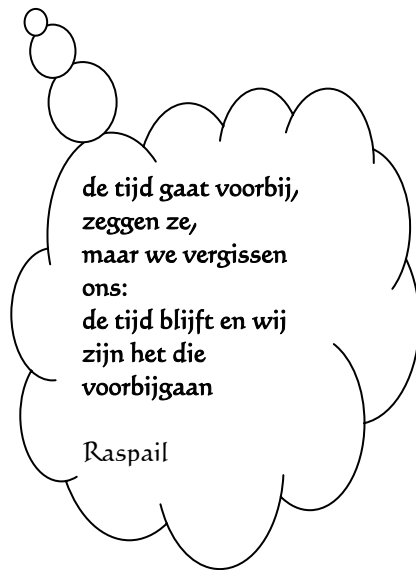 de tijd gaat voorbij,
zeggen ze,
maar we vergissen
ons:
de tijd blijft en wij
zijn het die
voorbijgaan
Raspail